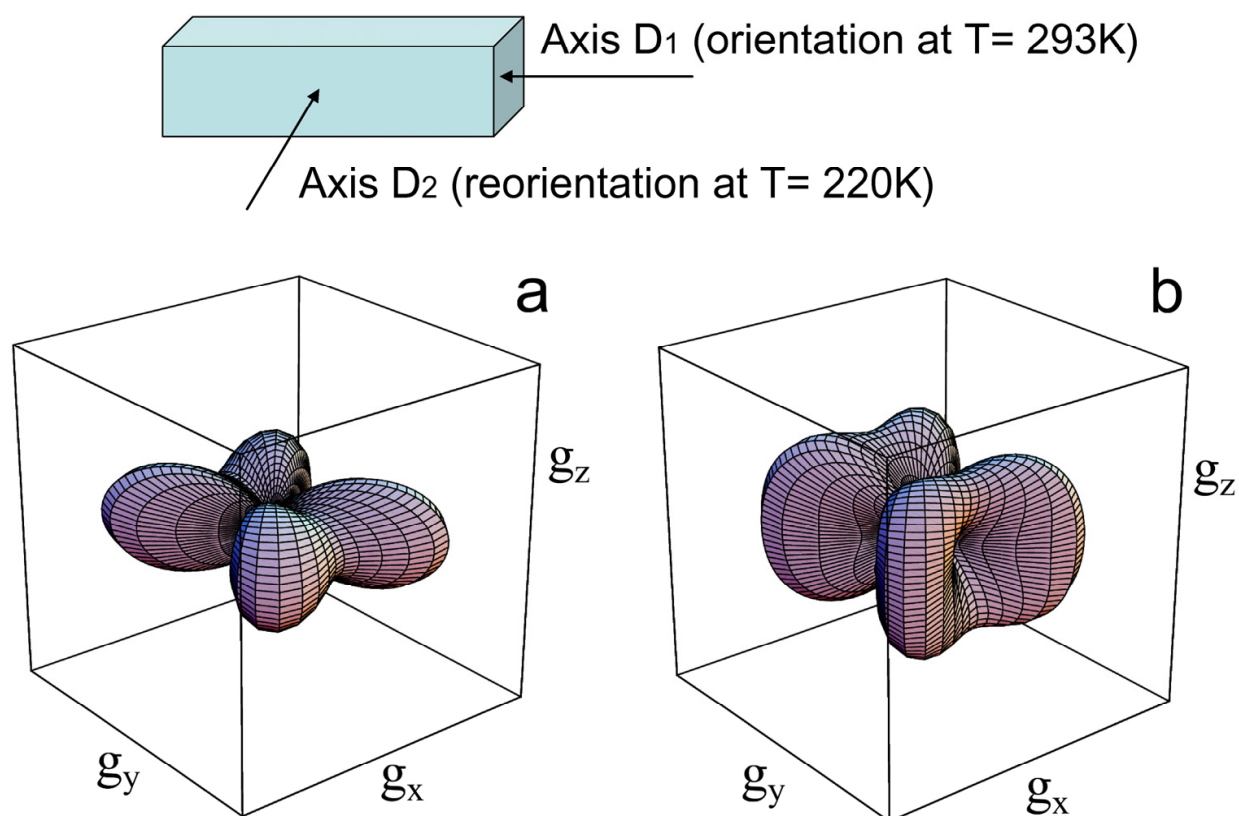 Axis D1 (orientation at T= 293K)
Axis D2 (reorientation at T= 220K)
a
b
gz
gz
gy
gx
gy
gx